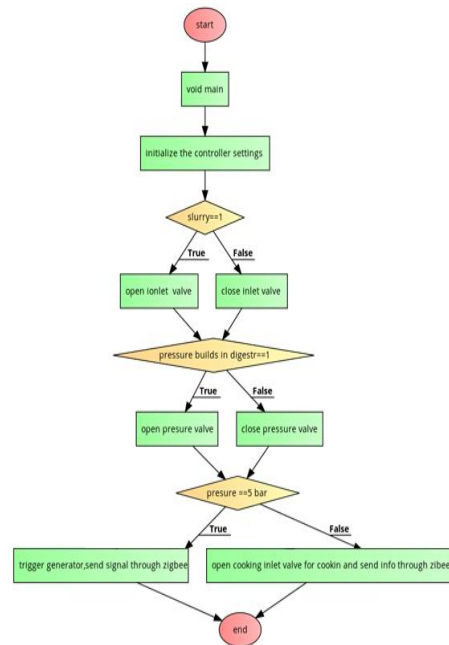 start
void main
initialize the controller settings
slurry==1
True
False
open ionlet valve
close inlet valve
pressure builds in digestr==1
True
False
open presure valve
close pressure valve
presure ==5 bar
True
False
trigger generator,send signal through zigbee
open cooking inlet valve for cookin and send info through zibee
end